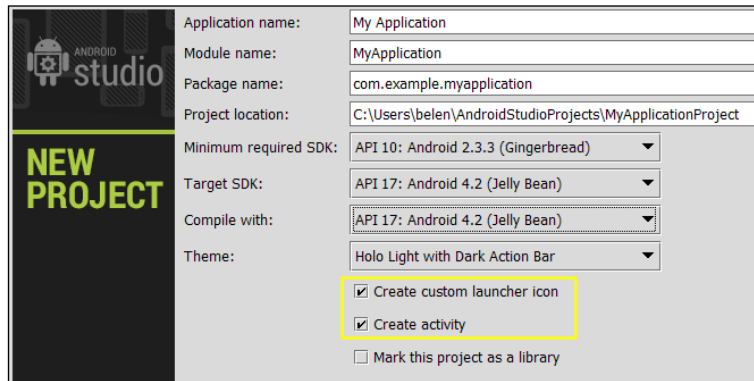 ANDROID
studio
NEW
PROJECT
Application name: My Application
Module name: MyApplication
Package name: com.example.myapplication
Project location: C:\Users\belen\AndroidStudioProjects\MyApplicationProject
Minimum required SDK: API 10: Android 2.3.3 (Gingerbread)
Target SDK: API 17: Android 4.2 (Jelly Bean)
Compile with: API 17: Android 4.2 (Jelly Bean)
Theme: Holo Light with Dark Action Bar
Create custom launcher icon
Create activity
Mark this project as a library